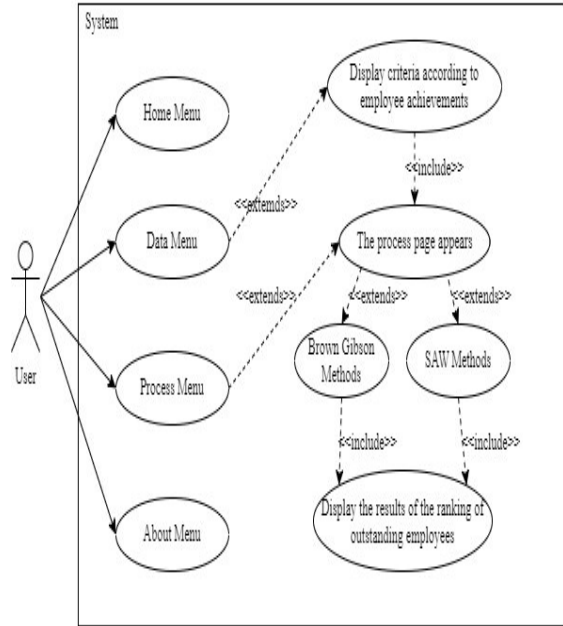 System
Home Menu
Display criteria according to
employee achievements
<<include>>
<<extemds>>
Data Menu
The process page appears
<<extends>>
<<extends>>
<<extends>>
User
Process Menu
Brown Gibson
Methods
SAW Methods
<<include>>
<<include>>
About Menu
Display the results of the ranking of
outstanding employees